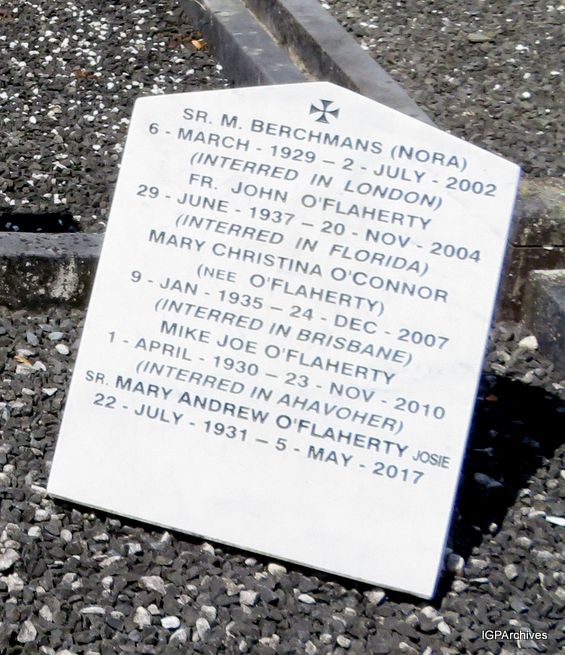 SR. M. BERCHMANS (NORA)
6 - MARCH - 1929 – 2 - JULY - 2002
(INTERRED IN LONDON)
FR. JOHN O'FLAHERTY
29 - JUNE - 1937 – 20 - NOV - 2004
(INTERRED IN FLORIDA)
MARY CHRISTINA O'CONNOR
(NEE O'FLAHERTY)
9 - JAN - 1935 – 24 - DEC - 2007
(INTERRED IN BRISBANE)
MIKE JOE O'FLAHERTY
1 - APRIL - 1930 – 23 - NOV - 2010
(INTERRED IN AHAVOHER)
SR. MARY ANDREW O'FLAHERTY JOSIE
22 - JULY - 1931 – 5 - MAY - 2017
IGPArchives